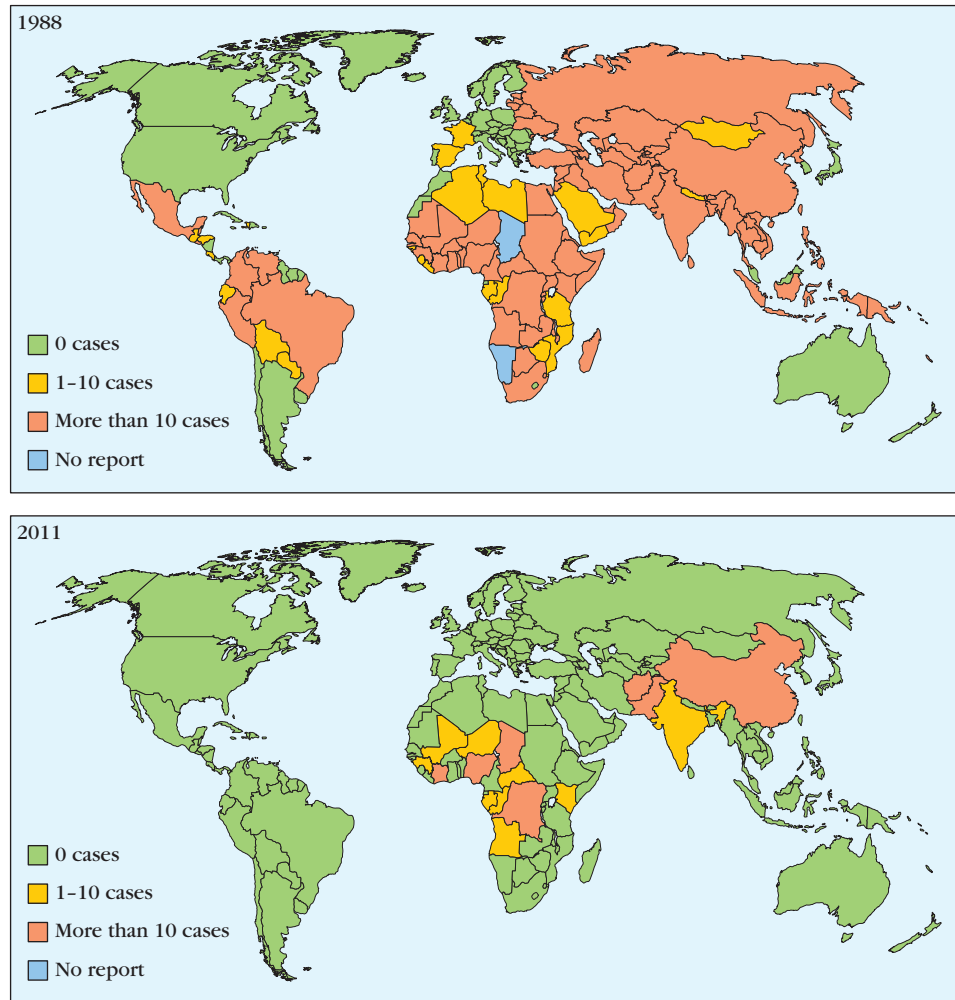 1988
0 cases
1–10 cases
More than 10 cases
No report
2011
0 cases
1–10 cases
More than 10 cases
No report